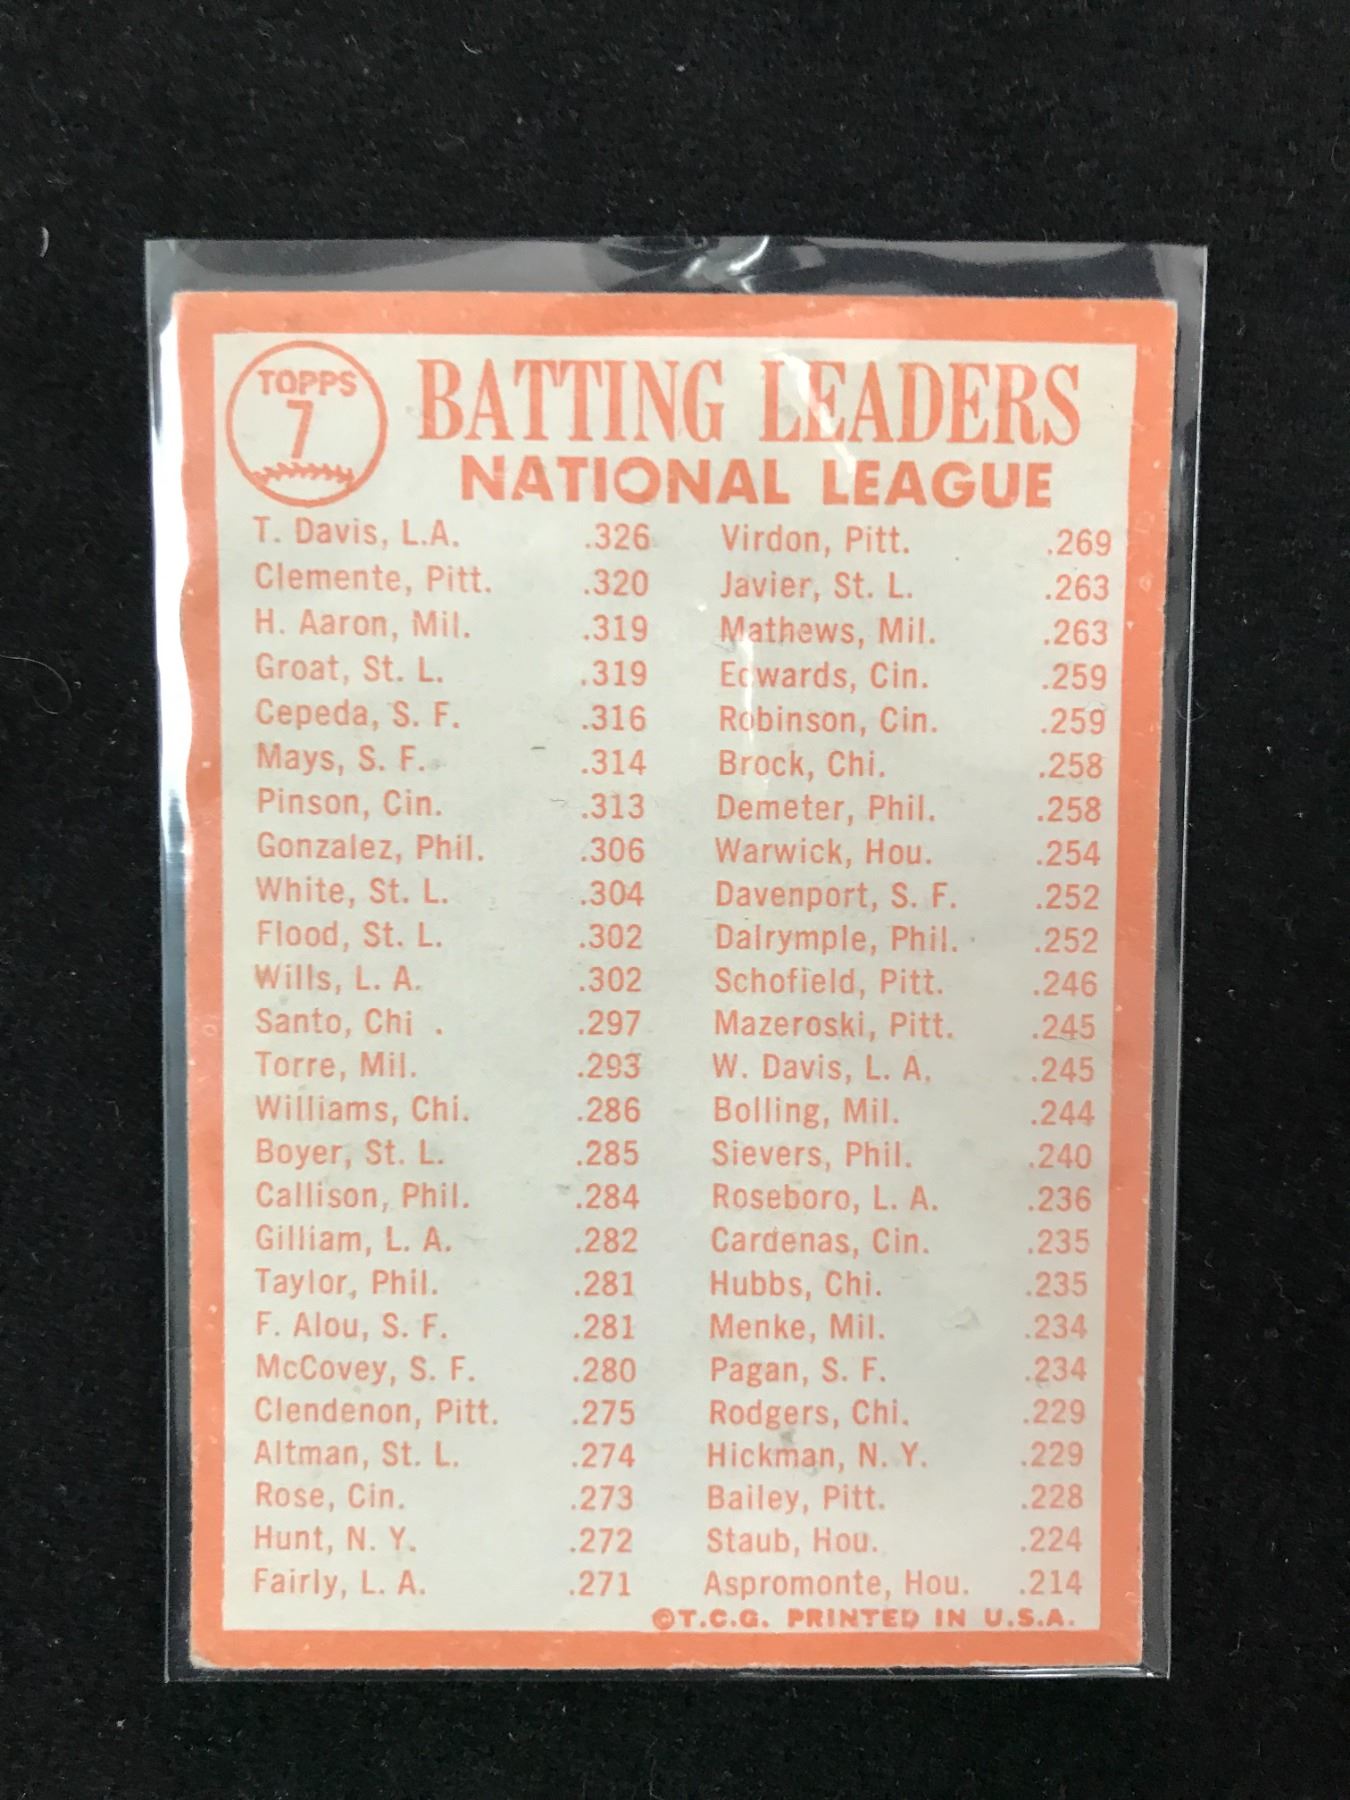 TOPPS
7
BATTING LEADERS
NATIONAL LEAGUE
T. Davis, L.A. .326
Clemente, Pitt. .320
H. Aaron, Mil. .319
Groat, St. L. .319
Cepeda, S. F. .316
Mays, S. F. .314
Pinson, Cin. .313
Gonzalez, Phil. .306
White, St. L. .304
Flood, St. L. .302
Wills, L. A. .302
Santo, Chi . .297
Torre, Mil. .293
Williams, Chi. .286
Boyer, St. L. .285
Callison, Phil. .284
Gilliam, L. A. .282
Taylor, Phil. .281
F. Alou, S. F. .281
McCovey, S. F. .280
Clendenon, Pitt. .275
Altman, St. L. .274
Rose, Cin. .273
Hunt, N. Y. .272
Fairly, L. A. .271
Virdon, Pitt. .269
Javier, St. L. .263
Mathews, Mil. .263
Edwards, Cin. .259
Robinson, Cin. .259
Brock, Chi. .258
Demeter, Phil. .258
Warwick, Hou. .254
Davenport, S. F. .252
Dalrymple, Phil. .252
Schofield, Pitt. .246
Mazeroski, Pitt. .245
W. Davis, L. A. .245
Bolling, Mil. .244
Sievers, Phil. .240
Roseboro, L. A. .236
Cardenas, Cin. .235
Hubbs, Chi. .235
Menke, Mil. .234
Pagan, S. F. .234
Rodgers, Chi. .229
Hickman, N. Y. .229
Bailey, Pitt. .228
Staub, Hou. .224
Aspromonte, Hou. .214
©T.C.G. PRINTED IN U.S.A.